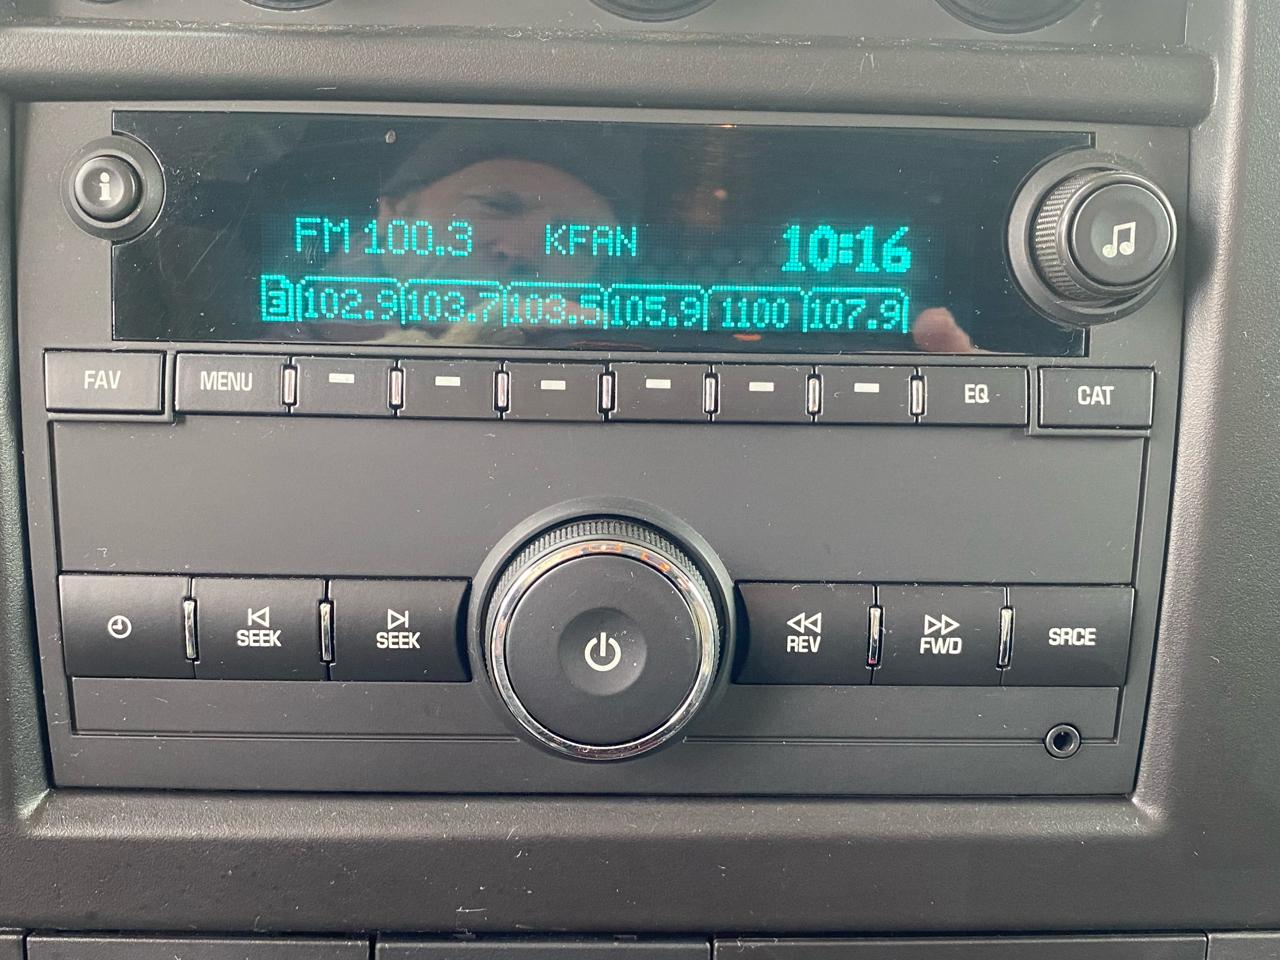 i
FM 100.3 KFAN 10:16
3 102.9 103.7 103.5 105.9 1100 107.9
FAV MENU EQ CAT
SEEK SEEK REV FWD SRCE